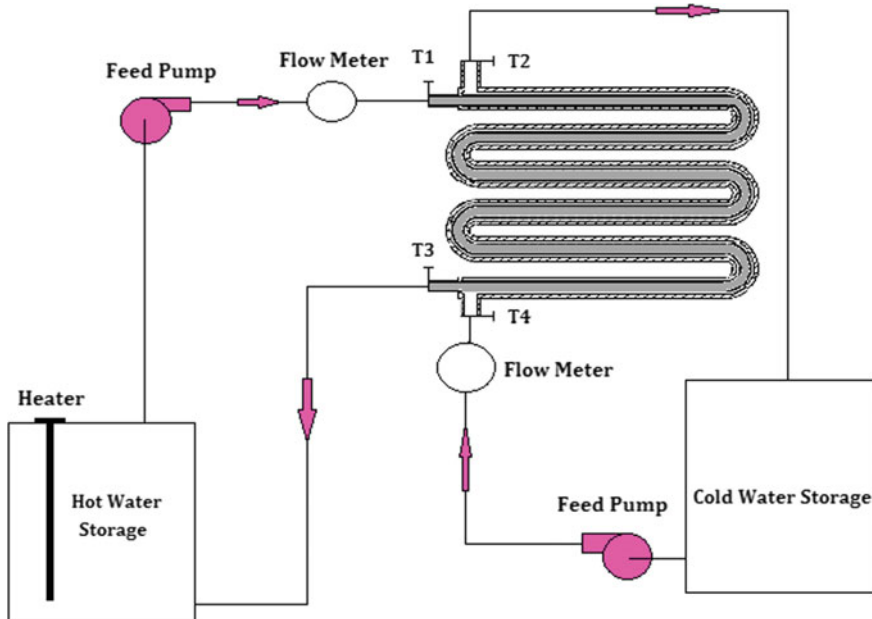 Feed Pump
Flow Meter
T1
T2
T3
T4
Flow Meter
Heater
Hot Water
Storage
Feed Pump
Cold Water Storage